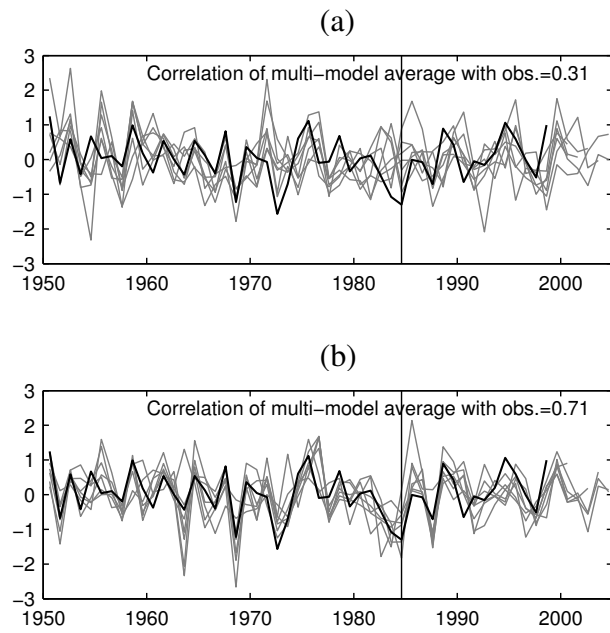 (a)
3
Correlation of multi−model average with obs.=0.31
2
1
0
−1
−2
−3
1950 1960 1970 1980 1990 2000
(b)
3
Correlation of multi−model average with obs.=0.71
2
1
0
−1
−2
−3
1950 1960 1970 1980 1990 2000